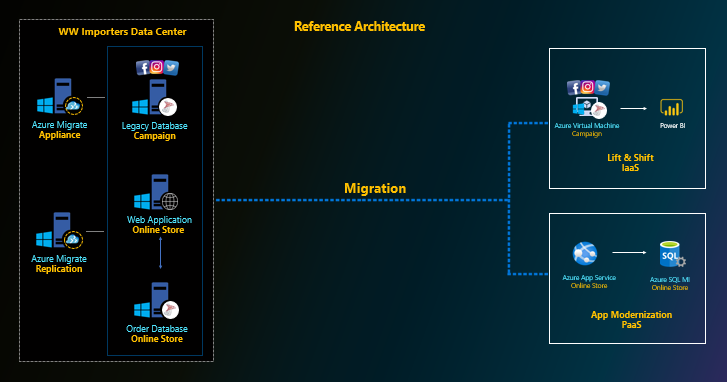 WW Importers Data Center
Reference Architecture
Azure Migrate
Appliance
Legacy Database
Campaign
Azure Migrate
Replication
Web Application
Online Store
Order Database
Online Store
Migration
Azure Virtual Machine
Campaign
Power BI
Lift & Shift
IaaS
Azure App Service
Online Store
SQL
Azure SQL MI
Online Store
App Modernization
PaaS